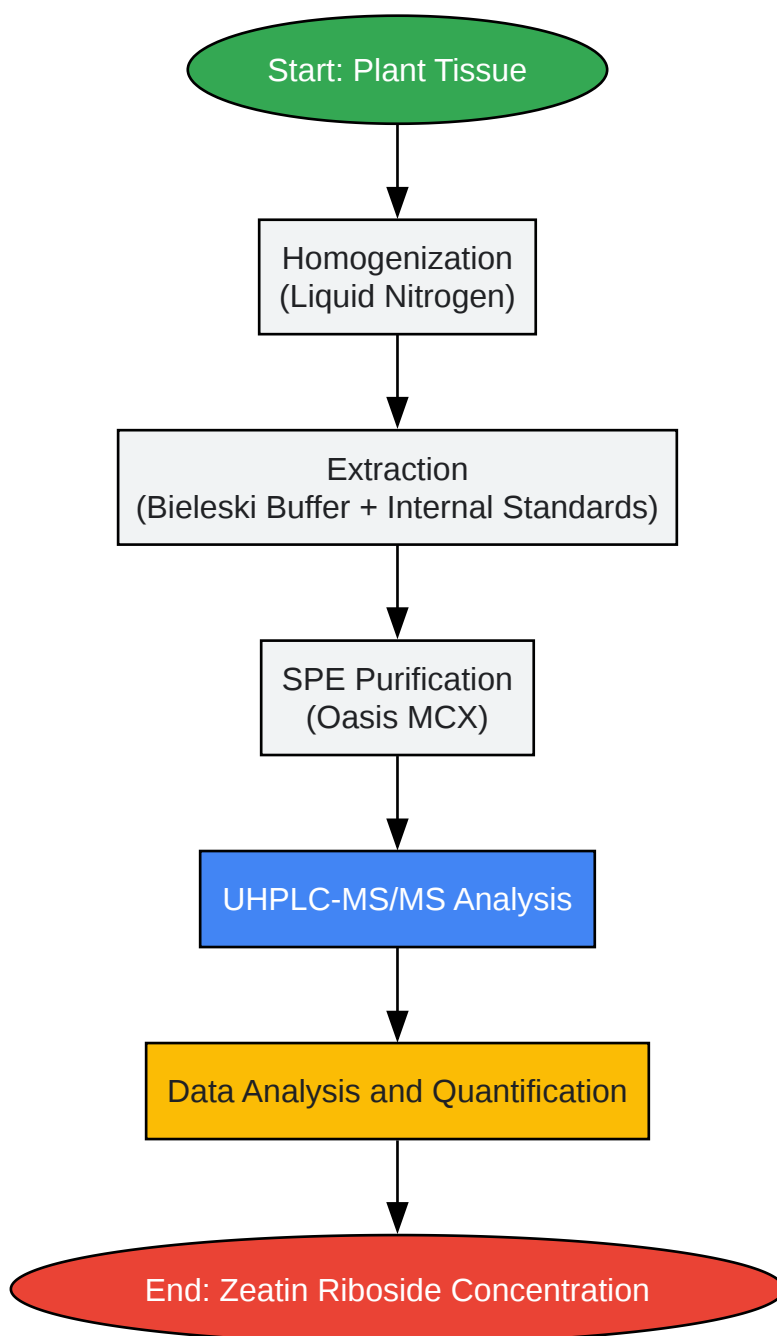 Start: Plant Tissue
Homogenization
(Liquid Nitrogen)
Extraction
(Bieleski Buffer + Internal Standards)
SPE Purification
(Oasis MCX)
UHPLC-MS/MS Analysis
Data Analysis and Quantification
End: Zeatin Riboside Concentration